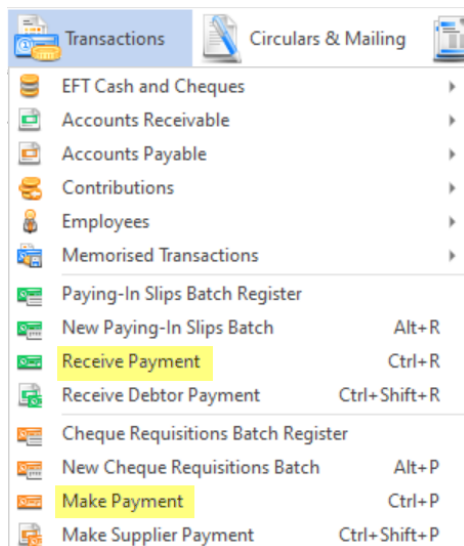 Transactions
Circulars & Mailing
EFT Cash and Cheques
Accounts Receivable
Accounts Payable
Contributions
Employees
Memorised Transactions
Paying-In Slips Batch Register
New Paying-In Slips Batch Alt+R
Receive Payment Ctrl+R
Receive Debtor Payment Ctrl+Shift+R
Cheque Requisitions Batch Register
New Cheque Requisitions Batch Alt+P
Make Payment Ctrl+P
Make Supplier Payment Ctrl+Shift+P